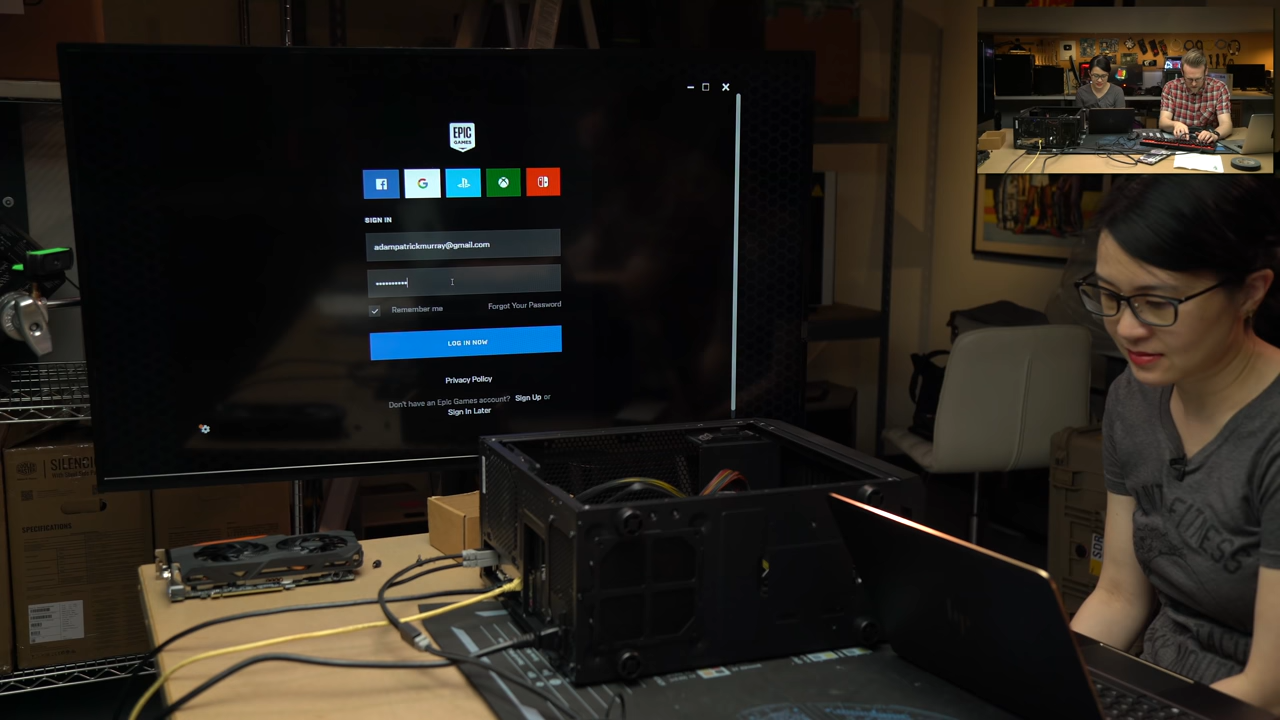 EPIC
GAMES
SIGN IN
adampatrickmurray@gmail.com
Remember me
Forgot Your Password
LOG IN NOW
Privacy Policy
Don't have an Epic Games account? Sign Up or
Sign In Later
SPECIFICATIONS